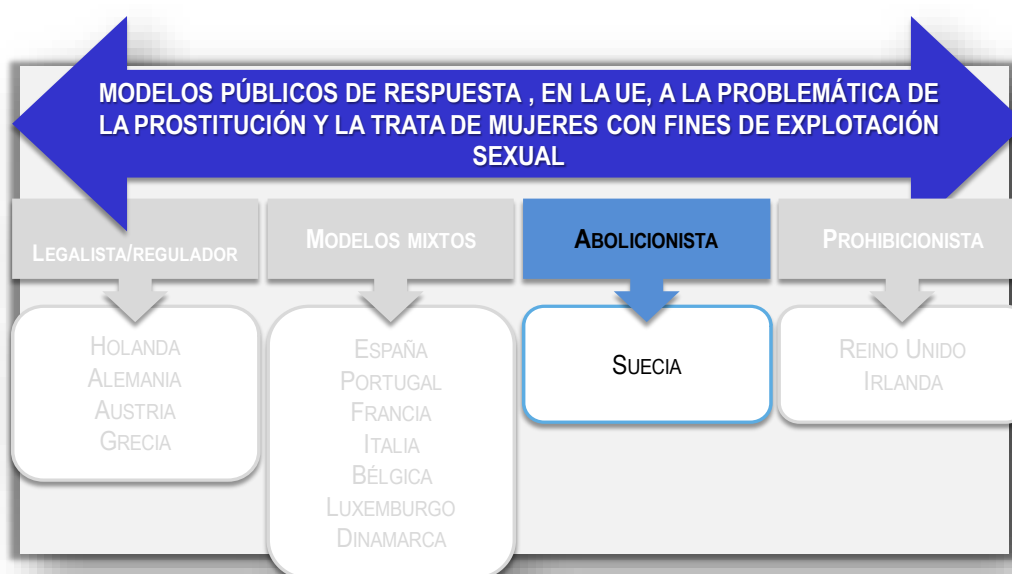 MODELOS PÚBLICOS DE RESPUESTA , EN LA UE, A LA PROBLEMÁTICA DE
LA PROSTITUCIÓN Y LA TRATA DE MUJERES CON FINES DE EXPLOTACIÓN
SEXUAL
LEGALISTA/REGULADOR
MODELOS MIXTOS
ABOLICIONISTA
PROHIBICIONISTA
HOLANDA
ALEMANIA
AUSTRIA
GRECIA
ESPAÑA
PORTUGAL
FRANCIA
ITALIA
BÉLGICA
LUXEMBURGO
DINAMARCA
SUECIA
REINO UNIDO
IRLANDA